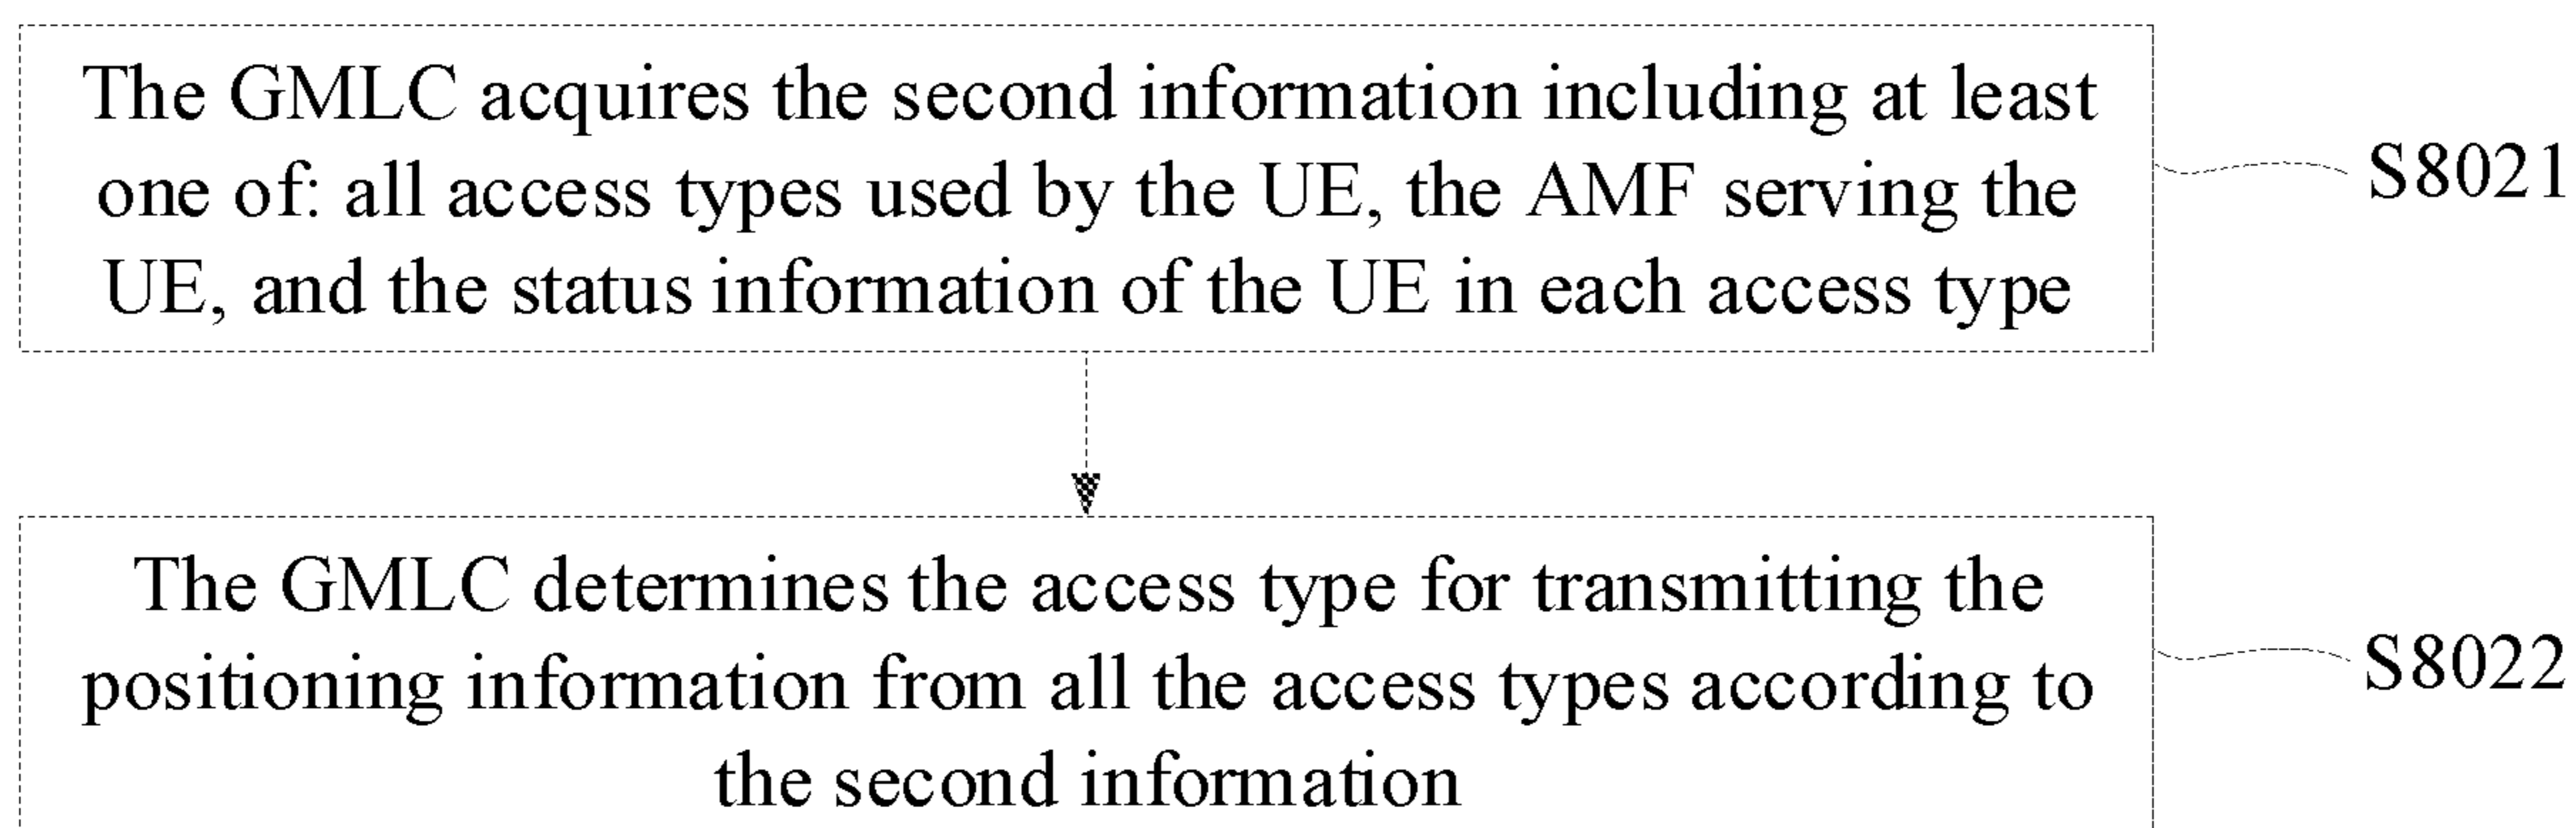 The GMLC acquires the second information including at least
one of: all access types used by the UE, the AMF serving the
UE, and the status information of the UE in each access type
S8021
The GMLC determines the access type for transmitting the
positioning information from all the access types according to
the second information
S8022